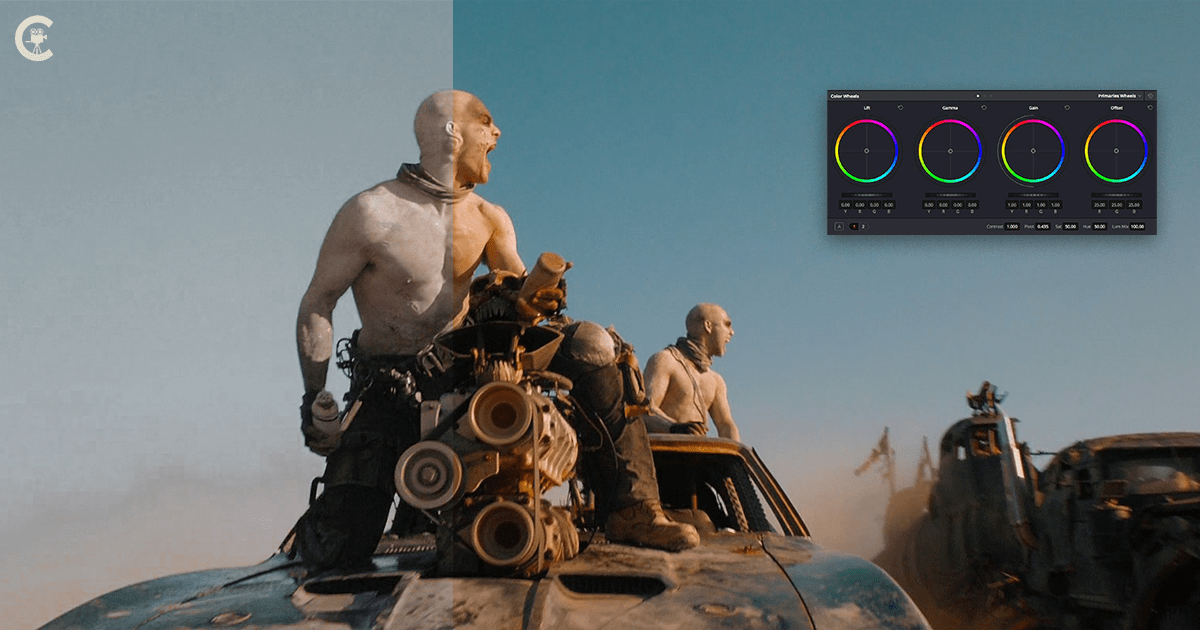 Color Wheels Primaries Wheels
Lift Gamma Gain Offset
0.00 0.00 0.00 0.00 0.00 0.00 0.00 0.00 1.00 1.00 1.00 1.00 25.00 25.00 25.00
Y R G B Y R G B Y R G B R G B
A 1 2 Contrast 1.000 Pivot 0.435 Sat 50.00 Hue 50.00 Lum Mix 100.00